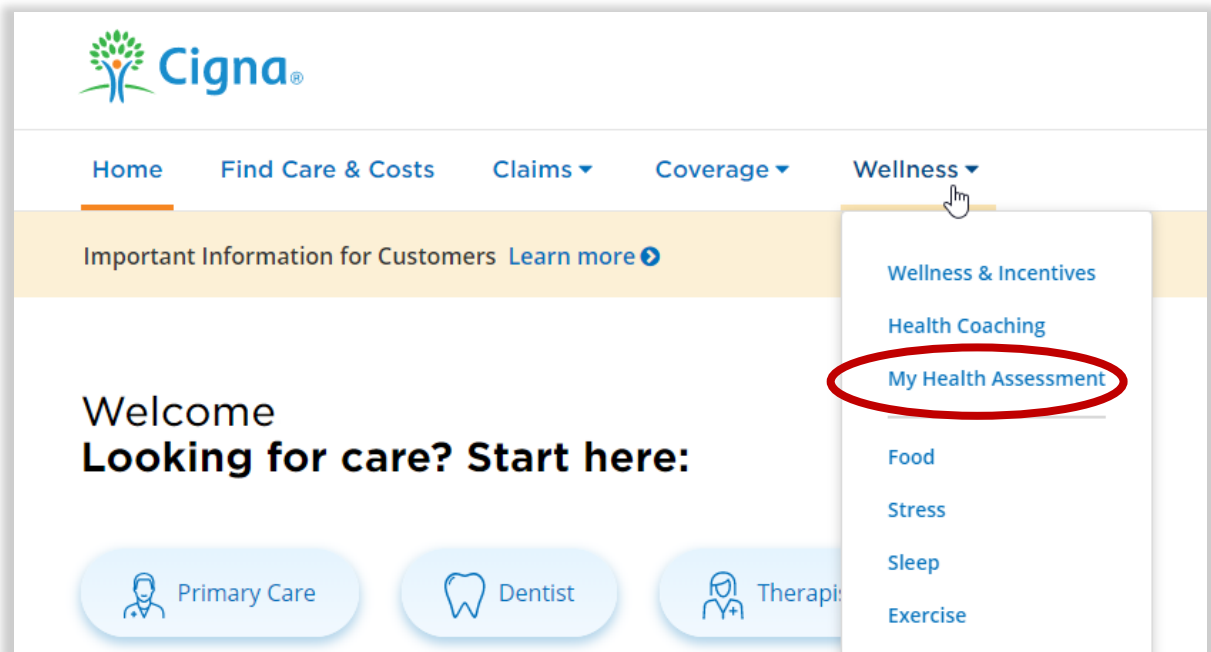 Cigna®
Home Find Care & Costs Claims Coverage Wellness
Important Information for Customers Learn more
Wellness & Incentives
Health Coaching
My Health Assessment
Food
Stress
Sleep
Exercise
Welcome
Looking for care? Start here:
Primary Care Dentist